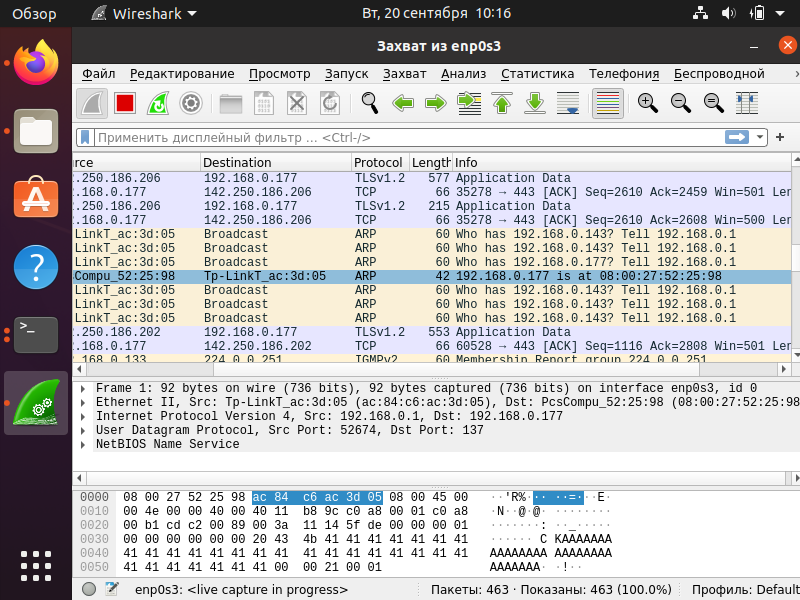 Обзор Wireshark Вт, 20 сентября 10:16
Захват из enp0s3
Файл Редактирование Просмотр Запуск Захват Анализ Статистика Телефония Беспроводной
Применить дисплейный фильтр … <Ctrl-/>
rce Destination Protocol Length Info
.250.186.206 192.168.0.177 TLSv1.2 577 Application Data
.168.0.177 142.250.186.206 TCP 66 35278 → 443 [ACK] Seq=2610 Ack=2459 Win=501 Len
.250.186.206 192.168.0.177 TLSv1.2 215 Application Data
.168.0.177 142.250.186.206 TCP 66 35278 → 443 [ACK] Seq=2610 Ack=2608 Win=500 Len
LinkT_ac:3d:05 Broadcast ARP 60 Who has 192.168.0.143? Tell 192.168.0.1
LinkT_ac:3d:05 Broadcast ARP 60 Who has 192.168.0.143? Tell 192.168.0.1
LinkT_ac:3d:05 Broadcast ARP 60 Who has 192.168.0.177? Tell 192.168.0.1
sCompu_52:25:98 Tp-LinkT_ac:3d:05 ARP 42 192.168.0.177 is at 08:00:27:52:25:98
LinkT_ac:3d:05 Broadcast ARP 60 Who has 192.168.0.143? Tell 192.168.0.1
LinkT_ac:3d:05 Broadcast ARP 60 Who has 192.168.0.143? Tell 192.168.0.1
LinkT_ac:3d:05 Broadcast ARP 60 Who has 192.168.0.143? Tell 192.168.0.1
.250.186.202 192.168.0.177 TLSv1.2 553 Application Data
.168.0.177 142.250.186.202 TCP 66 60528 → 443 [ACK] Seq=1116 Ack=2808 Win=501 Len
.168.0.133 224.0.0.251 IGMPv2 60 Membership Report group 224.0.0.251
Frame 1: 92 bytes on wire (736 bits), 92 bytes captured (736 bits) on interface enp0s3, id 0
Ethernet II, Src: Tp-LinkT_ac:3d:05 (ac:84:c6:ac:3d:05), Dst: PcsCompu_52:25:98 (08:00:27:52:25:98
Internet Protocol Version 4, Src: 192.168.0.1, Dst: 192.168.0.177
User Datagram Protocol, Src Port: 52674, Dst Port: 137
NetBIOS Name Service
0000 08 00 27 52 25 98 ac 84 c6 ac 3d 05 08 00 45 00 ··'R%··· ··=···E·
0010 00 4e 00 00 40 00 40 11 b8 9c c0 a8 00 01 c0 a8 ·N··@·@· ········
0020 00 b1 cd c2 00 89 00 3a 11 14 5f de 00 00 00 01 ·······: ··_·····
0030 00 00 00 00 00 00 20 43 4b 41 41 41 41 41 41 41 ······ C KAAAAAAA
0040 41 41 41 41 41 41 41 41 41 41 41 41 41 41 41 41 AAAAAAAA AAAAAAAA
0050 41 41 41 41 41 41 41 00 00 21 00 01 AAAAAAA· ·!··
enp0s3: <live capture in progress> Пакеты: 463 · Показаны: 463 (100.0%) Профиль: Default